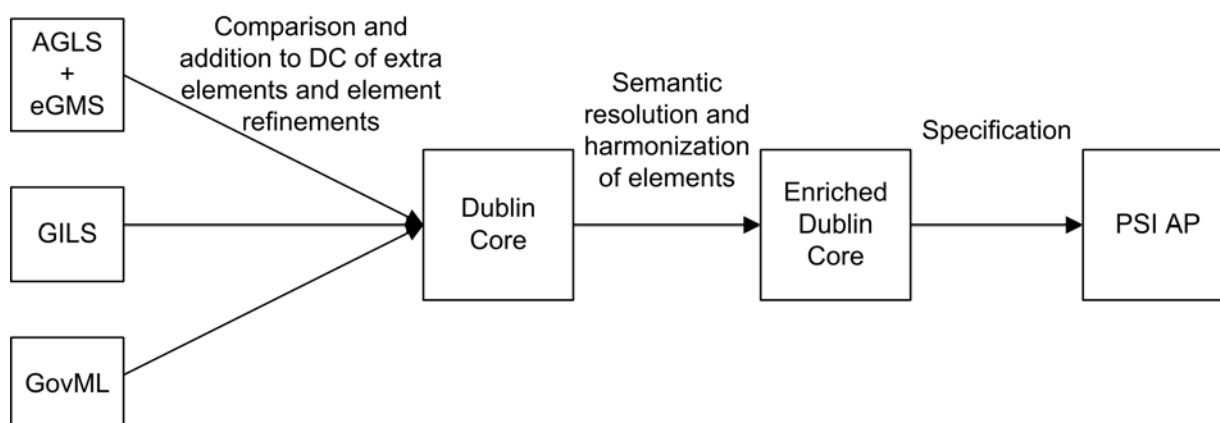 AGLS
+
eGMS
Comparison and
addition to DC of extra
elements and element
refinements
GILS
GovML
Dublin
Core
Semantic
resolution and
harmonization
of elements
Enriched
Dublin
Core
Specification
PSI AP